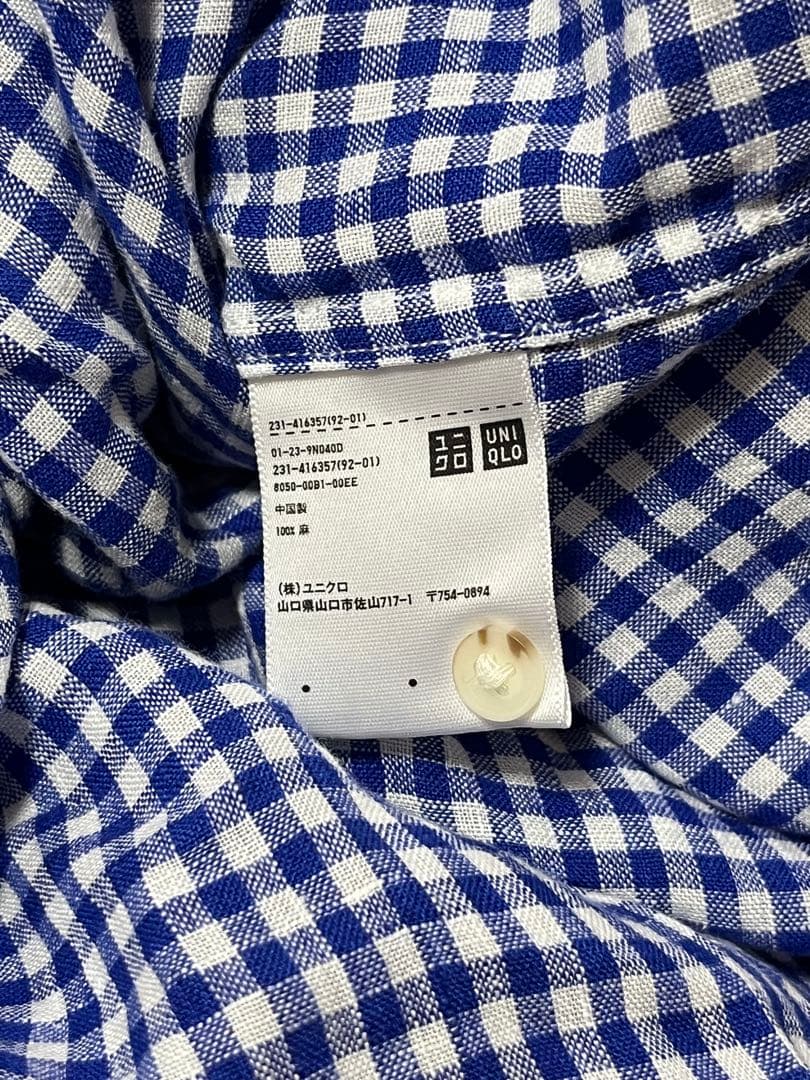 231-416357(92-01)
01-23-9N040D
231-416357(92-01)
8050-00B1-00EE
中国製
100% 麻
ユニクロ
UNIQLO
(株)ユニクロ
山口県山口市佐山717-1 〒754-0894